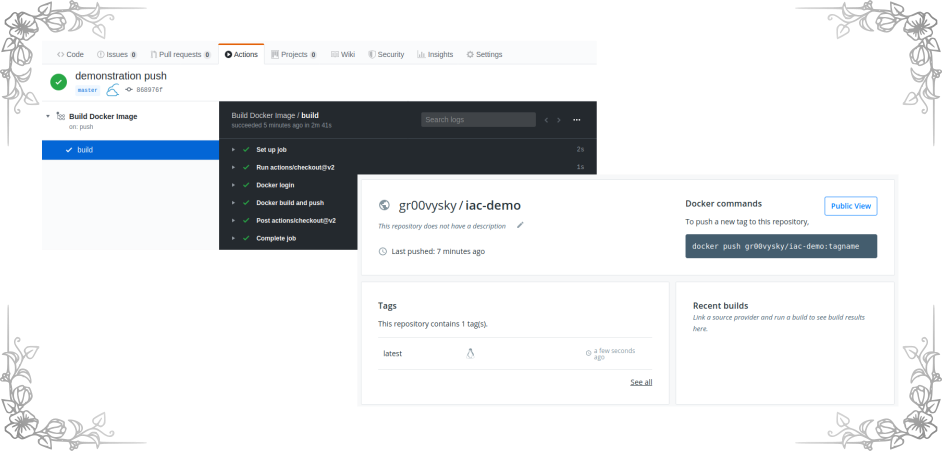 Code Issues 0 Pull requests 0 Actions Projects 0 Wiki Security Insights Settings
demonstration push
master 868976f
Build Docker Image
on: push
build
Build Docker Image / build
succeeded 5 minutes ago in 2m 41s
Search logs
Set up job 2s
Run actions/checkout@v2 1s
Docker login
Docker build and push
Post actions/checkout@v2
Complete job
gr00vysky / iac-demo
This repository does not have a description
Last pushed: 7 minutes ago
Docker commands
Public View
To push a new tag to this repository,
docker push gr00vysky/iac-demo:tagname
Tags
This repository contains 1 tag(s).
latest
a few seconds
ago
See all
Recent builds
Link a source provider and run a build to see build results
here.